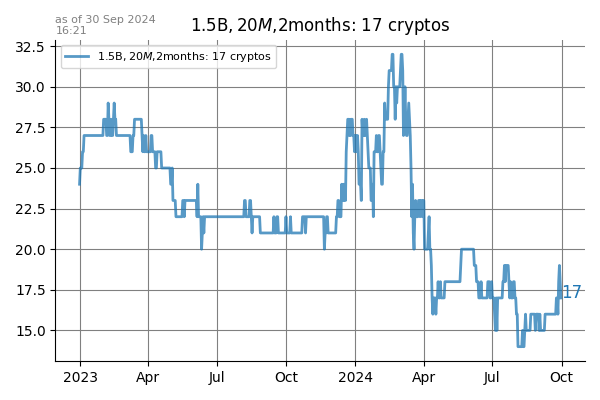 as of 30 Sep 2024
16:21
1.5B, 20M,2months: 17 cryptos
1.5B, 20M,2months: 17 cryptos
32.5
30.0
27.5
25.0
22.5
20.0
17.5
15.0
17
2023 Apr Jul Oct 2024 Apr Jul Oct